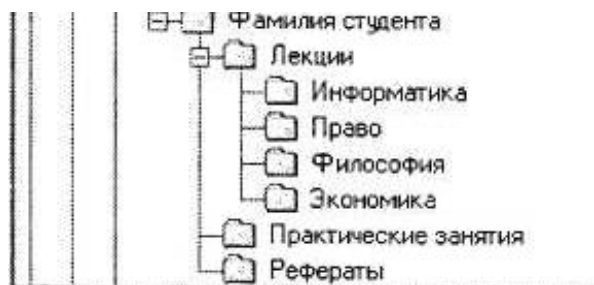 Фамилия студента
Лекции
Информатика
Право
Философия
Экономика
Практические занятия
Рефераты